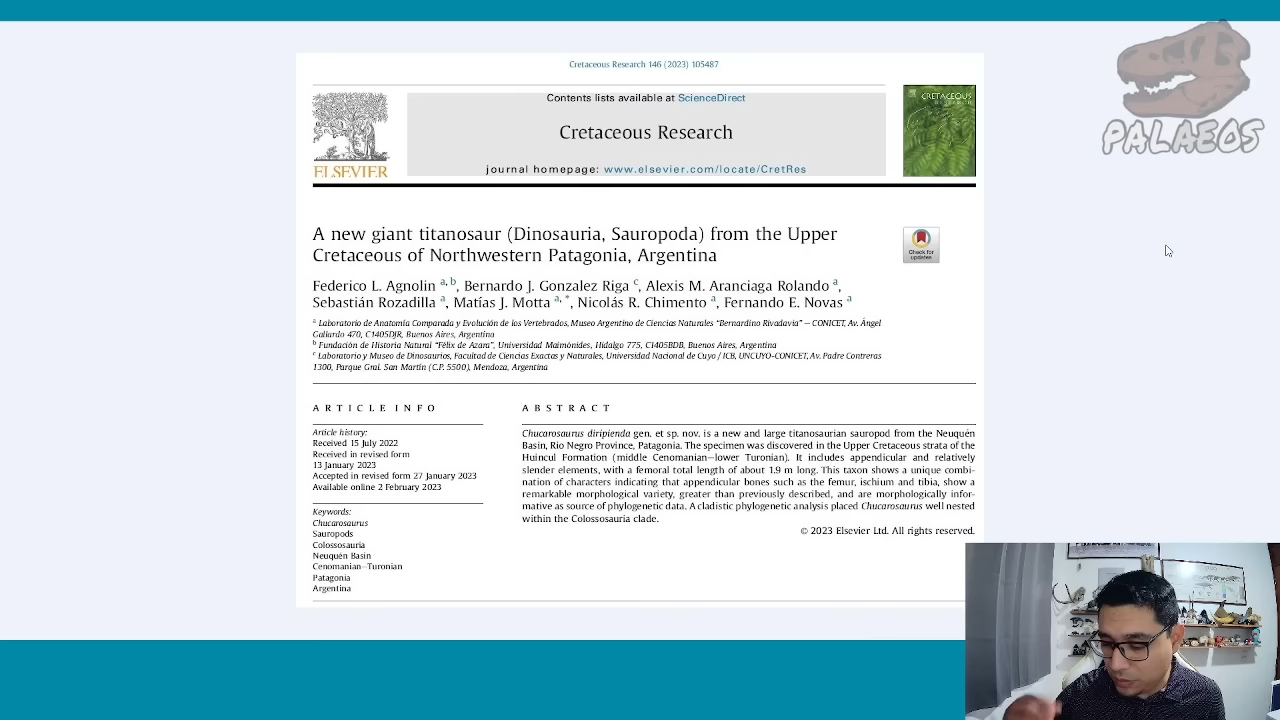 Cretaceous Research 146 (2023) 105487
Contents lists available at ScienceDirect
Cretaceous Research
journal homepage: www.elsevier.com/locate/CretRes
ELSEVIER
CRETACEOUS
RESEARCH
PALAEOS
A new giant titanosaur (Dinosauria, Sauropoda) from the Upper
Cretaceous of Northwestern Patagonia, Argentina
Check for
updates
Federico L. Agnolin a, b, Bernardo J. Gonzalez Riga c, Alexis M. Aranciaga Rolando a,
Sebastián Rozadilla a, Matías J. Motta a, *, Nicolás R. Chimento a, Fernando E. Novas a
a Laboratorio de Anatomía Comparada y Evolución de los Vertebrados, Museo Argentino de Ciencias Naturales “Bernardino Rivadavia” – CONICET, Av. Ángel
Gallardo 470, C1405DJR, Buenos Aires, Argentina
b Fundación de Historia Natural “Félix de Azara”, Universidad Maimónides, Hidalgo 775, C1405BDB, Buenos Aires, Argentina
c Laboratorio y Museo de Dinosaurios, Facultad de Ciencias Exactas y Naturales, Universidad Nacional de Cuyo / ICB, UNCUYO-CONICET, Av. Padre Contreras
1300, Parque Gral. San Martín (C.P. 5500), Mendoza, Argentina
ARTICLE INFO
Article history:
Received 15 July 2022
Received in revised form
13 January 2023
Accepted in revised form 27 January 2023
Available online 2 February 2023
Keywords:
Chucarosaurus
Sauropods
Colossosauria
Neuquén Basin
Cenomanian–Turonian
Patagonia
Argentina
ABSTRACT
Chucarosaurus diripienda gen. et sp. nov. is a new and large titanosaurian sauropod from the Neuquén
Basin, Río Negro Province, Patagonia. The specimen was discovered in the Upper Cretaceous strata of the
Huincul Formation (middle Cenomanian–lower Turonian). It includes appendicular and relatively
slender elements, with a femoral total length of about 1.9 m long. This taxon shows a unique combi-
nation of characters indicating that appendicular bones such as the femur, ischium and tibia, show a
remarkable morphological variety, greater than previously described, and are morphologically infor-
mative as source of phylogenetic data. A cladistic phylogenetic analysis placed Chucarosaurus well nested
within the Colossosauria clade.
© 2023 Elsevier Ltd. All rights reserved.